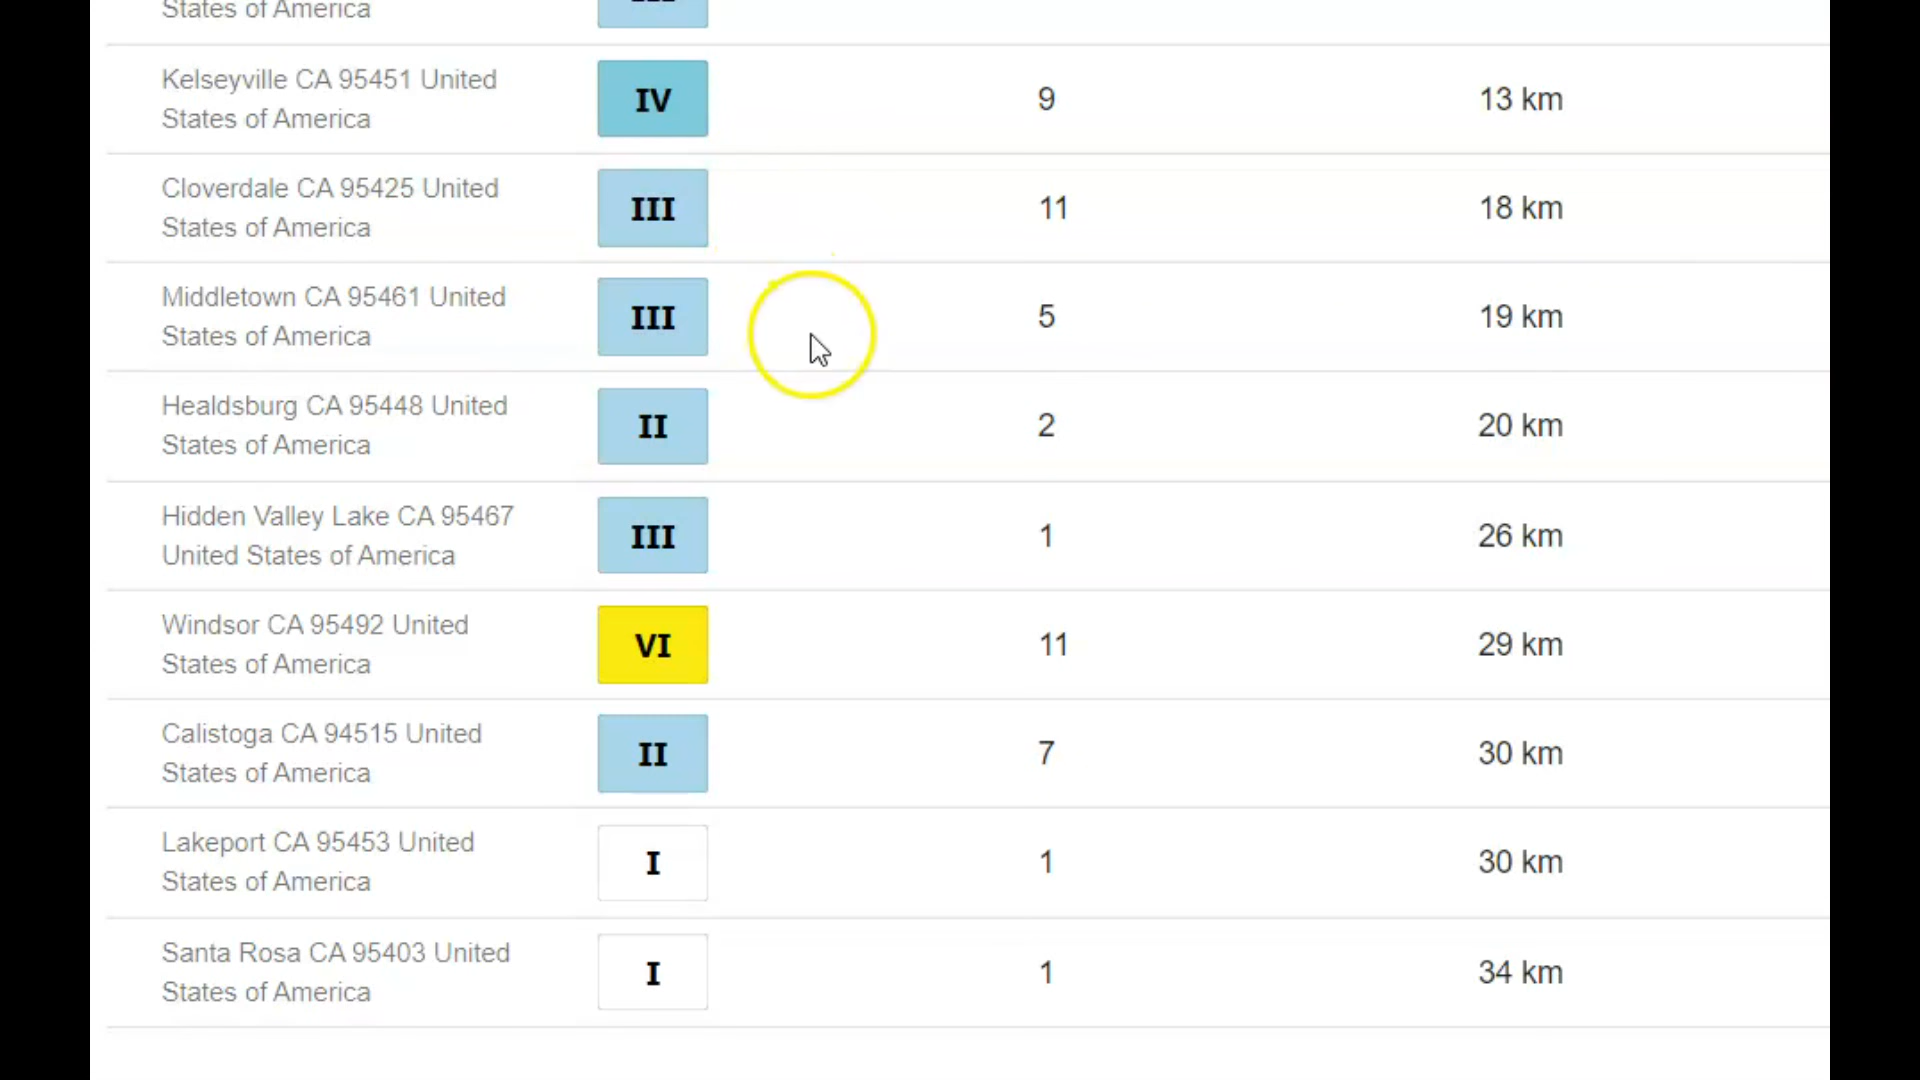 States of America
Kelseyville CA 95451 United
States of America
IV
9
13 km
Cloverdale CA 95425 United
States of America
III
11
18 km
Middletown CA 95461 United
States of America
III
5
19 km
Healdsburg CA 95448 United
States of America
II
2
20 km
Hidden Valley Lake CA 95467
United States of America
III
1
26 km
Windsor CA 95492 United
States of America
VI
11
29 km
Calistoga CA 94515 United
States of America
II
7
30 km
Lakeport CA 95453 United
States of America
I
1
30 km
Santa Rosa CA 95403 United
States of America
I
1
34 km